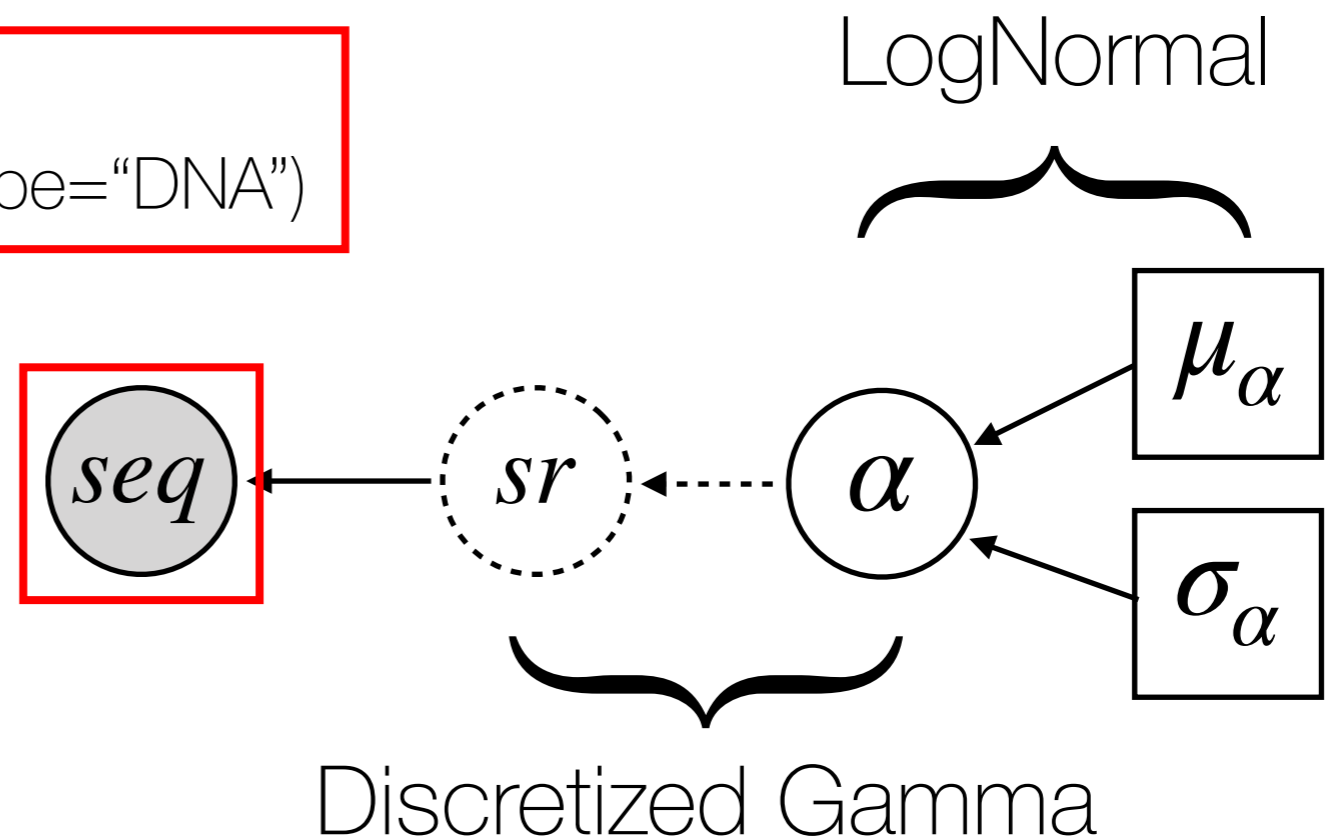 LogNormal
pe="DNA")
μα
seq
sr
α
σα
Discretized Gamma